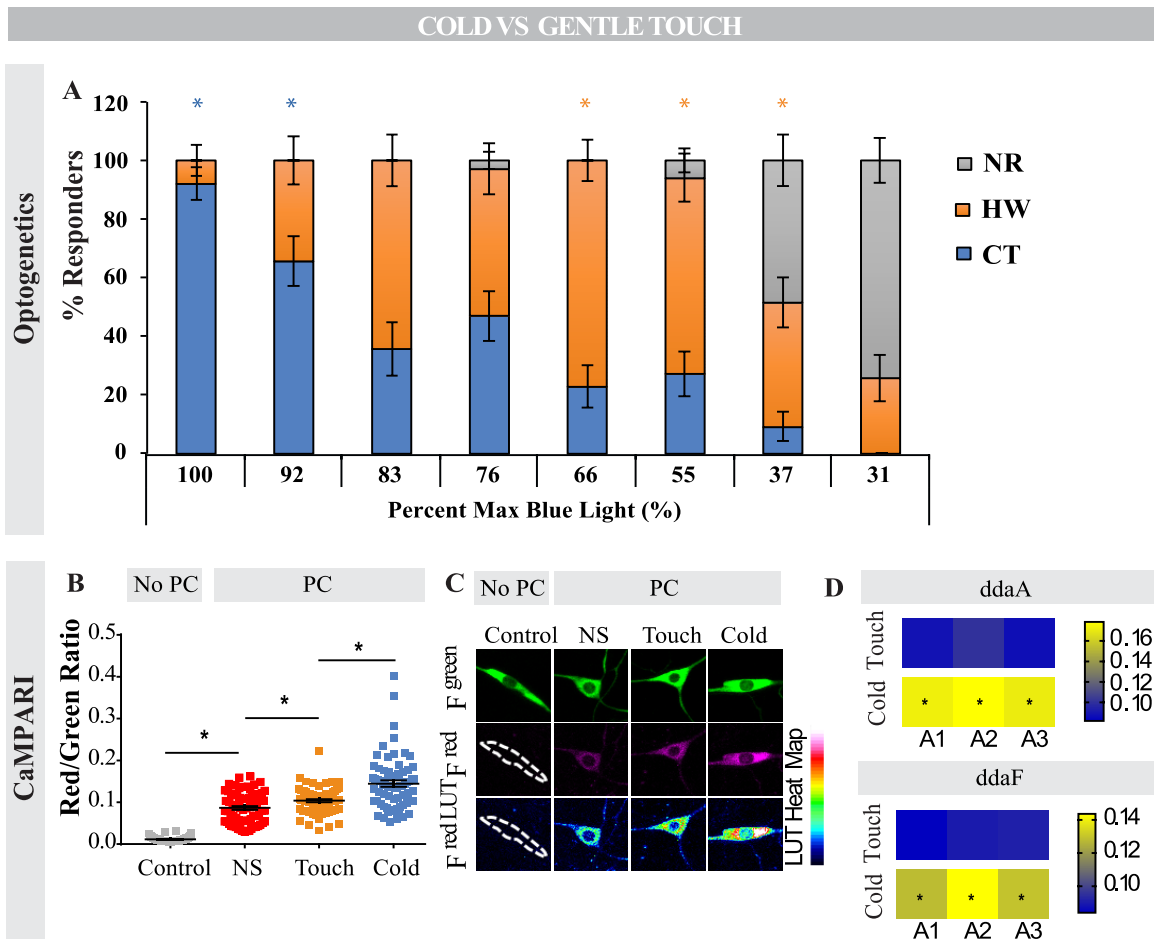 COLD VS GENTLE TOUCH
Optogenetics
A
* * * * *
120
100
80
60
40
20
0
% Responders
NR
HW
CT
100 92 83 76 66 55 37 31
Percent Max Blue Light (%)
CaMPARI
B
No PC PC
0.5
0.4
0.3
0.2
0.1
0.0
Red/Green Ratio
* * *
Control NS Touch Cold
C
No PC PC
Control NS Touch Cold
F green
F red
F red LUT
LUT Heat Map
D
ddaA
Touch
Cold
* * *
A1 A2 A3
0.16
0.14
0.12
0.10
ddaF
Touch
Cold
* * *
A1 A2 A3
0.14
0.12
0.10